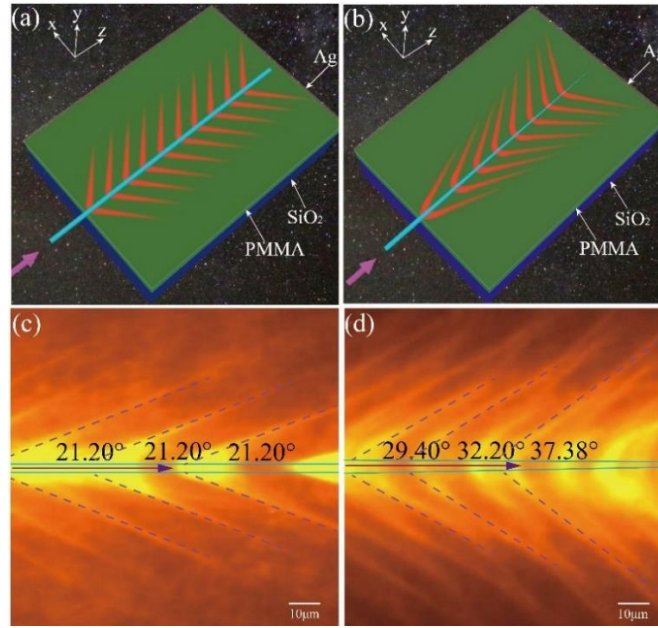 (a)
x y z
Ag
SiO₂
PMMA
(b)
x y z
A
SiO₂
PMMA
(c)
21.20° 21.20° 21.20°
10μm
(d)
29.40° 32.20° 37.38°
10μm